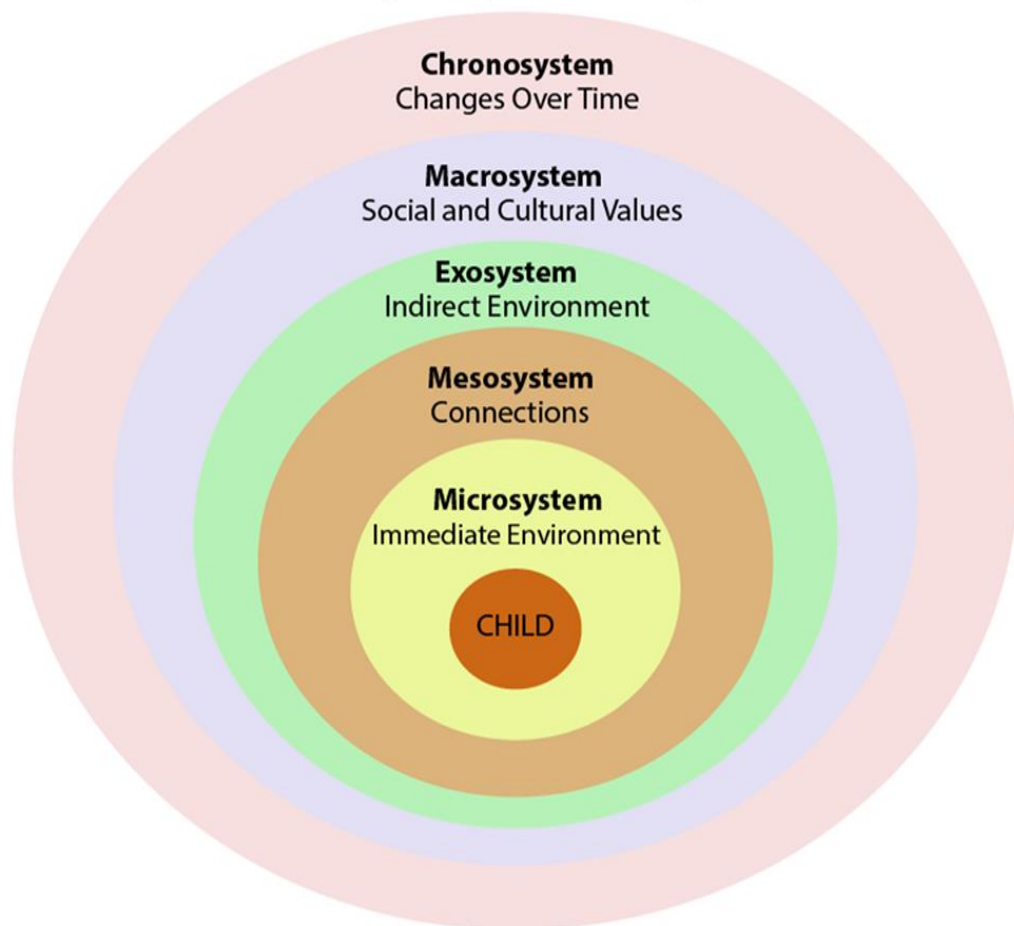 Chronosystem
Changes Over Time
Macrosystem
Social and Cultural Values
Exosystem
Indirect Environment
Mesosystem
Connections
Microsystem
Immediate Environment
CHILD